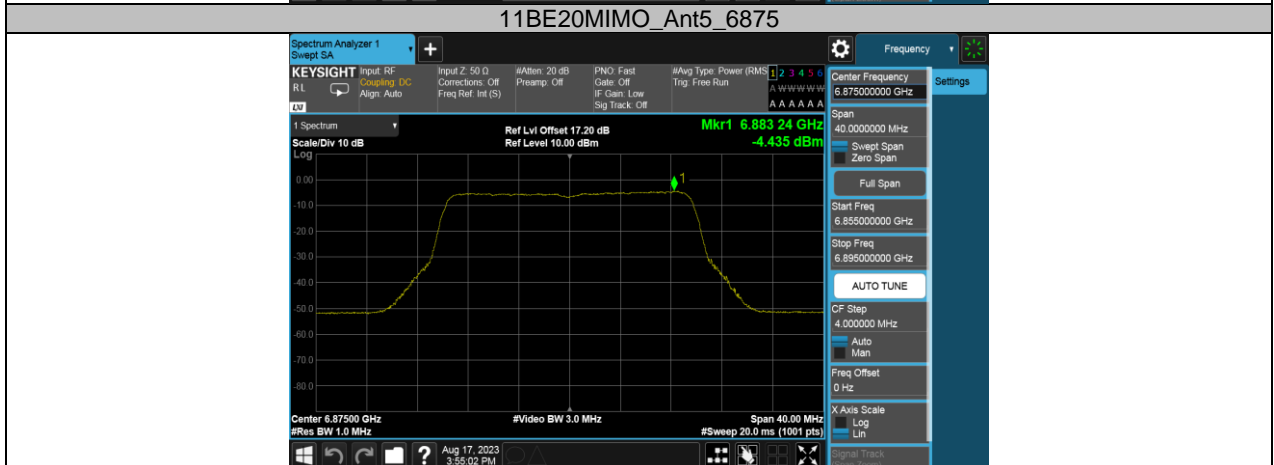 11BE20MIMO_Ant5_6875
Spectrum Analyzer 1
Swept SA
Frequency
KEYSIGHT
Input: RF
Input Z: 50 Ω
#Atten: 20 dB
PNO: Fast
#Avg Type: Power (RMS
1 2 3 4 5 6
R L
Coupling: DC
Corrections: Off
Preamp: Off
Gate: Off
Trig: Free Run
A W W W W W
Align: Auto
Freq Ref: Int (S)
IF Gain: Low
Sig Track: Off
A A A A A A
LXI
1 Spectrum
Ref Lvl Offset 17.20 dB
Mkr1 6.883 24 GHz
Scale/Div 10 dB
Ref Level 10.00 dBm
-4.435 dBm
Log
1
0.00
-10.0
-20.0
-30.0
-40.0
-50.0
-60.0
-70.0
-80.0
Center 6.87500 GHz
#Video BW 3.0 MHz
Span 40.00 MHz
#Res BW 1.0 MHz
#Sweep 20.0 ms (1001 pts)
Center Frequency
6.875000000 GHz
Settings
Span
40.0000000 MHz
Swept Span
Zero Span
Full Span
Start Freq
6.855000000 GHz
Stop Freq
6.895000000 GHz
AUTO TUNE
CF Step
4.000000 MHz
Auto
Man
Freq Offset
0 Hz
X Axis Scale
Log
Lin
Signal Track
?
Aug 17, 2023
3:55:02 PM